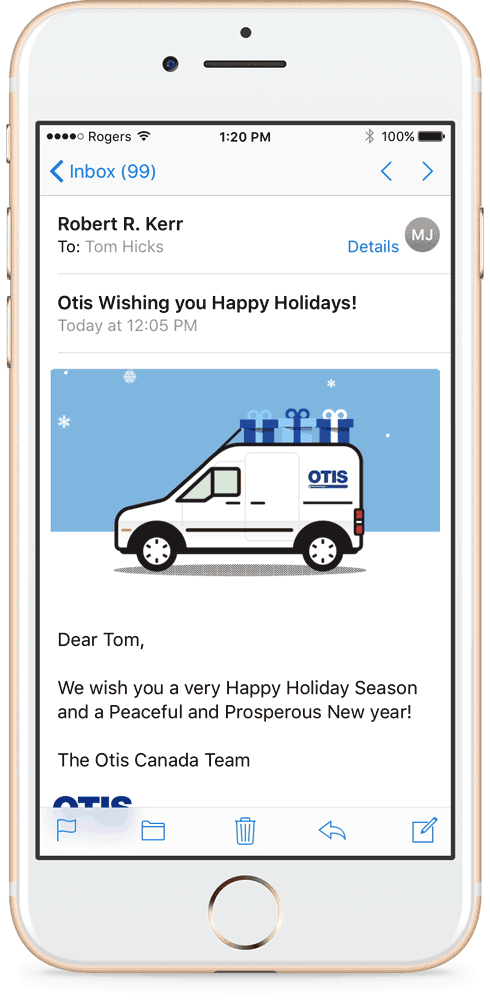 Rogers 1:20 PM 100%
Inbox (99)
Robert R. Kerr
To: Tom Hicks Details MJ
Otis Wishing you Happy Holidays!
Today at 12:05 PM
OTIS
Dear Tom,
We wish you a very Happy Holiday Season
and a Peaceful and Prosperous New year!
The Otis Canada Team
OTIS